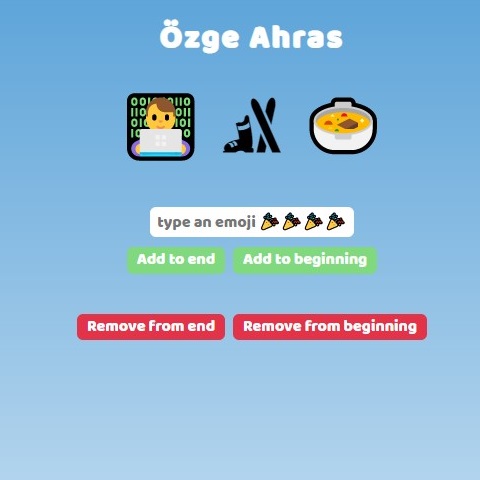 Özge Ahras
type an emoji 🎉 🎉 🎉 🎉
Add to end
Add to beginning
Remove from end
Remove from beginning